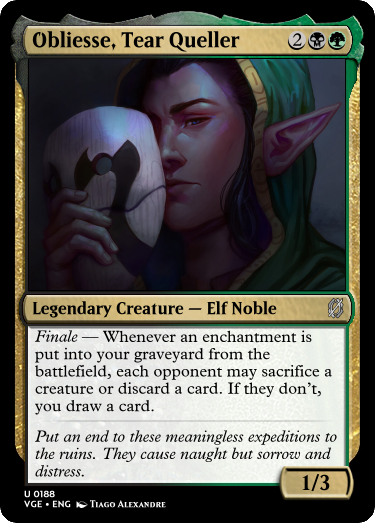 Obliesse, Tear Queller 2
Legendary Creature — Elf Noble
Finale — Whenever an enchantment is
put into your graveyard from the
battlefield, each opponent may sacrifice a
creature or discard a card. If they don't,
you draw a card.
Put an end to these meaningless expeditions to
the ruins. They cause naught but sorrow and
distress.
1/3
U 0188
VGE • ENG Tiago Alexandre